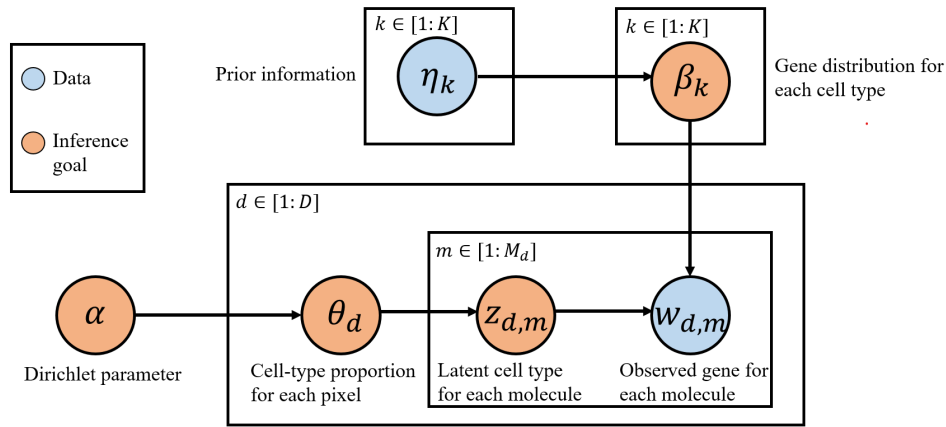 Data
Inference
goal
Prior information
k ∈ [1: K]
η_k
k ∈ [1: K]
β_k
Gene distribution for
each cell type
d ∈ [1: D]
m ∈ [1: M_d]
α
θ_d
z_{d,m}
w_{d,m}
Dirichlet parameter
Cell-type proportion
for each pixel
Latent cell type
for each molecule
Observed gene for
each molecule